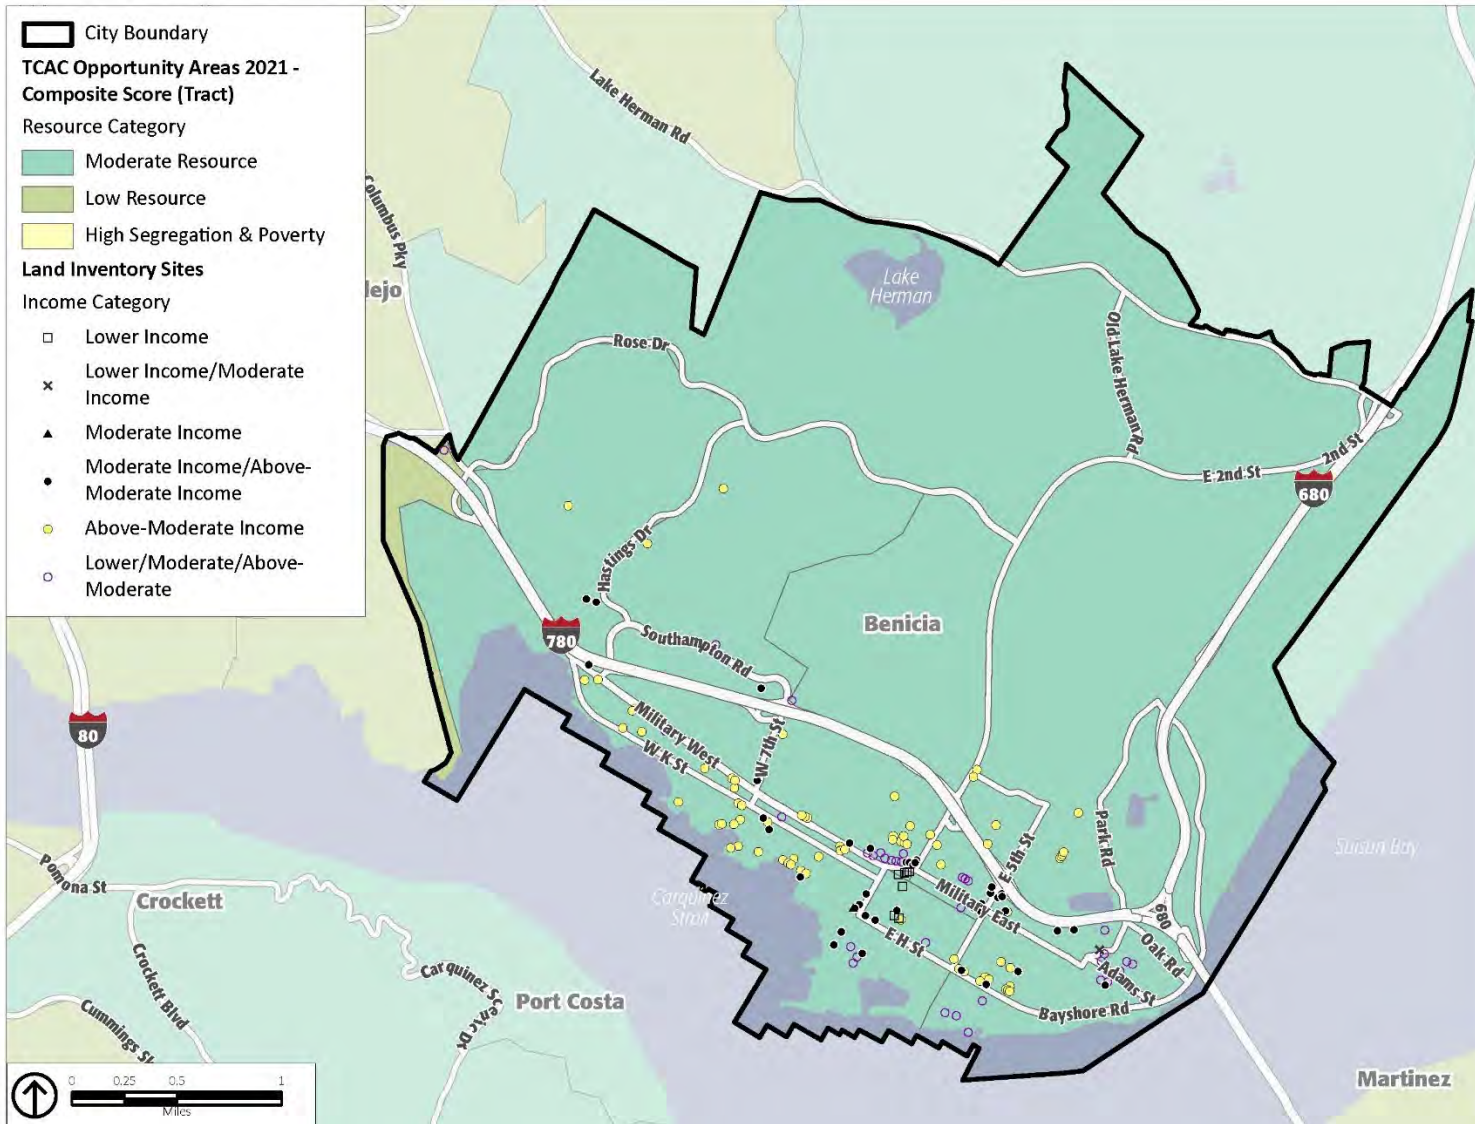 City Boundary
TCAC Opportunity Areas 2021 -
Composite Score (Tract)
Resource Category
Moderate Resource
Low Resource
High Segregation & Poverty
Land Inventory Sites
Income Category
Lower Income
Lower Income/Moderate
Income
Moderate Income
Moderate Income/Above-
Moderate Income
Above-Moderate Income
Lower/Moderate/Above-
Moderate
Lake Herman Rd
Columbus Pky
llejo
Lake
Herman
Rose Dr
Old Lake Herman Rd
E 2nd St
2nd St
680
Hastings Dr
Benicia
780
Southampton Rd
Military West
W K St
W 7th St
80
Park Rd
E 5th St
Suisun Bay
Pomona St
Crockett
Carquinez
Strait
Military East
680
Oak Rd
E H St
Adams St
Bayshore Rd
Crockett Blvd
Carquinez Scenic Dr
Port Costa
Cummings Sk
Martinez
0 0.25 0.5 1
Miles